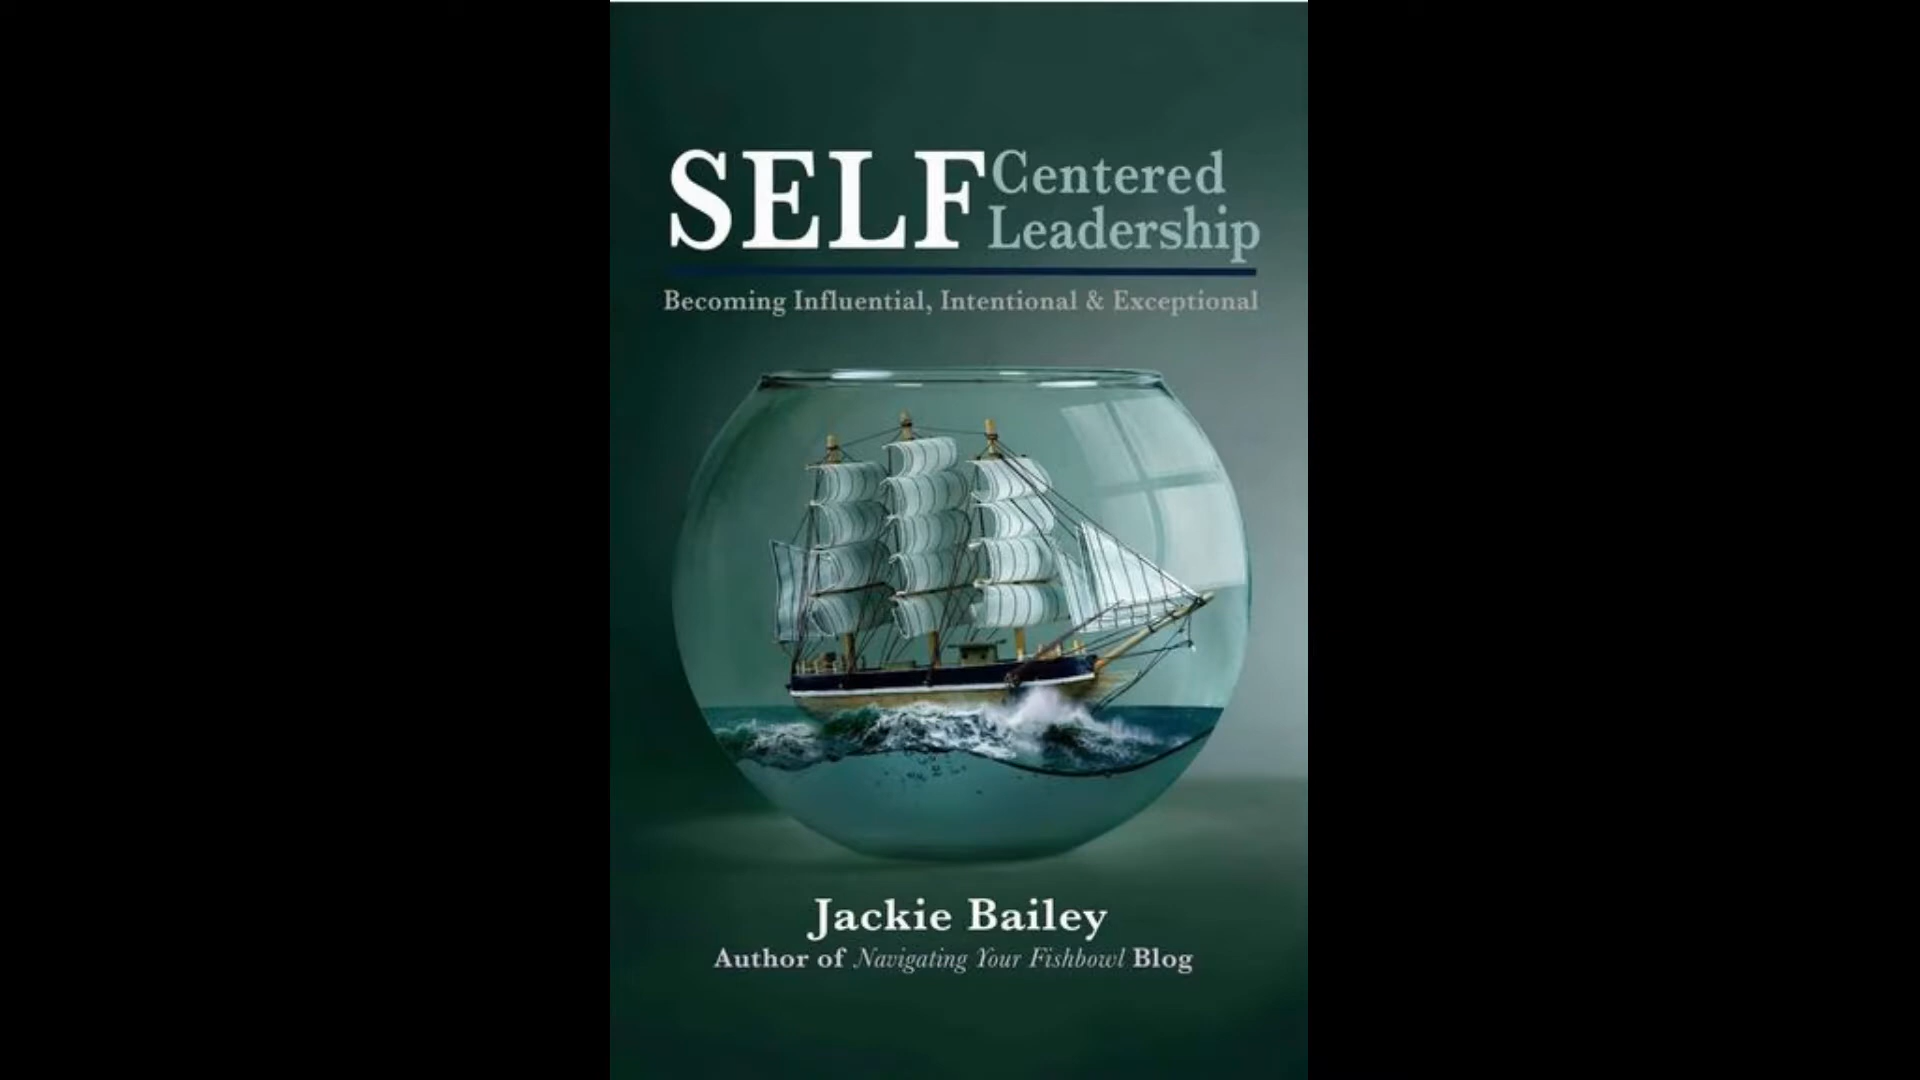 SELF Centered
Leadership
Becoming Influential, Intentional & Exceptional
Jackie Bailey
Author of Navigating Your Fishbowl Blog